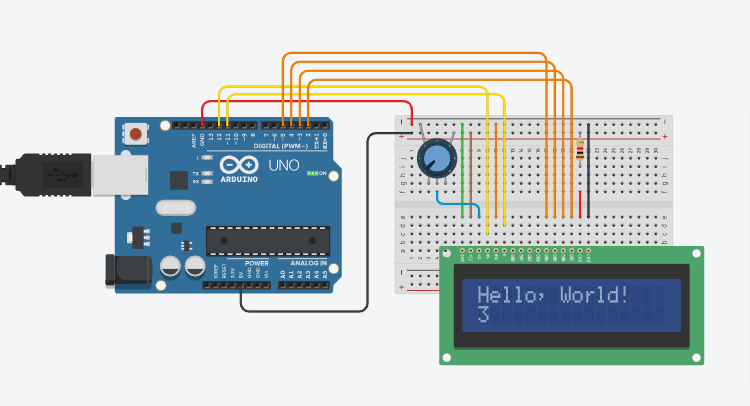 AREF
GND
13
12
~11
~10
~9
8
7
~6
~5
4
~3
2
TX→1
RX←0
DIGITAL (PWM~)
L
TX
RX
UNO
ON
ARDUINO
POWER
ANALOG IN
IOREF
RESET
3.3V
5V
GND
GND
Vin
A0
A1
A2
A3
A4
A5
Hello, World!
3